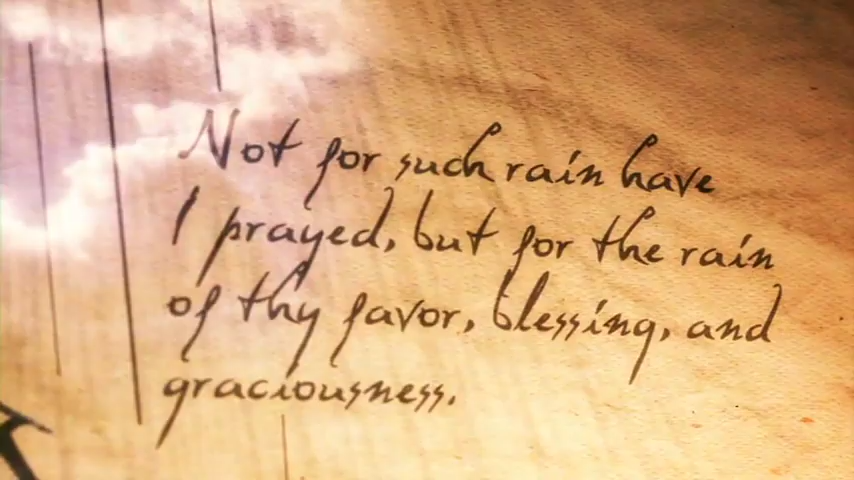 Not for such rain have
I prayed, but for the rain
of thy favor, blessing, and
graciousness.